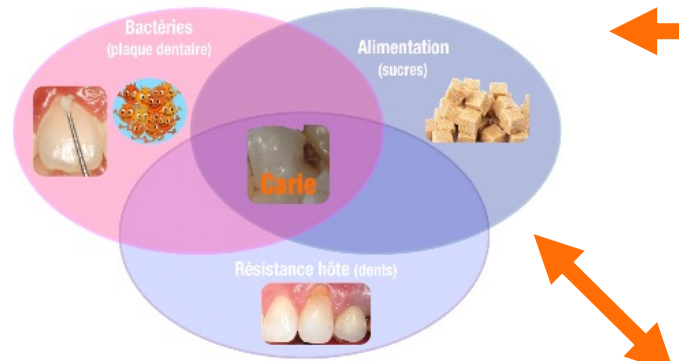 Bactéries
(plaque dentaire)
Alimentation
(sucres)
Carie
Résistance hôte (dents)